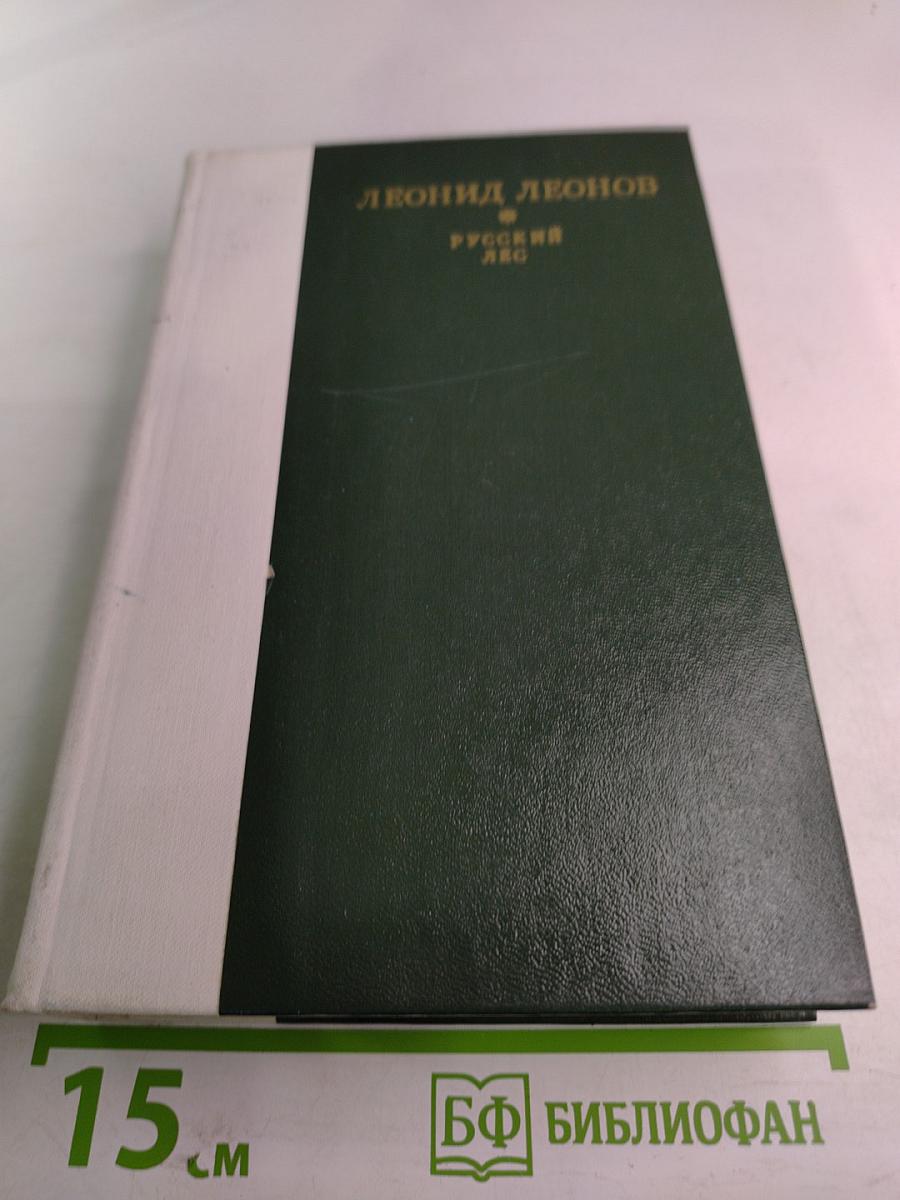 ЛЕОНИД ЛЕОНОВ
РУССКИЙ
ЛЕС
15 см
БФ БИБЛИОФАН